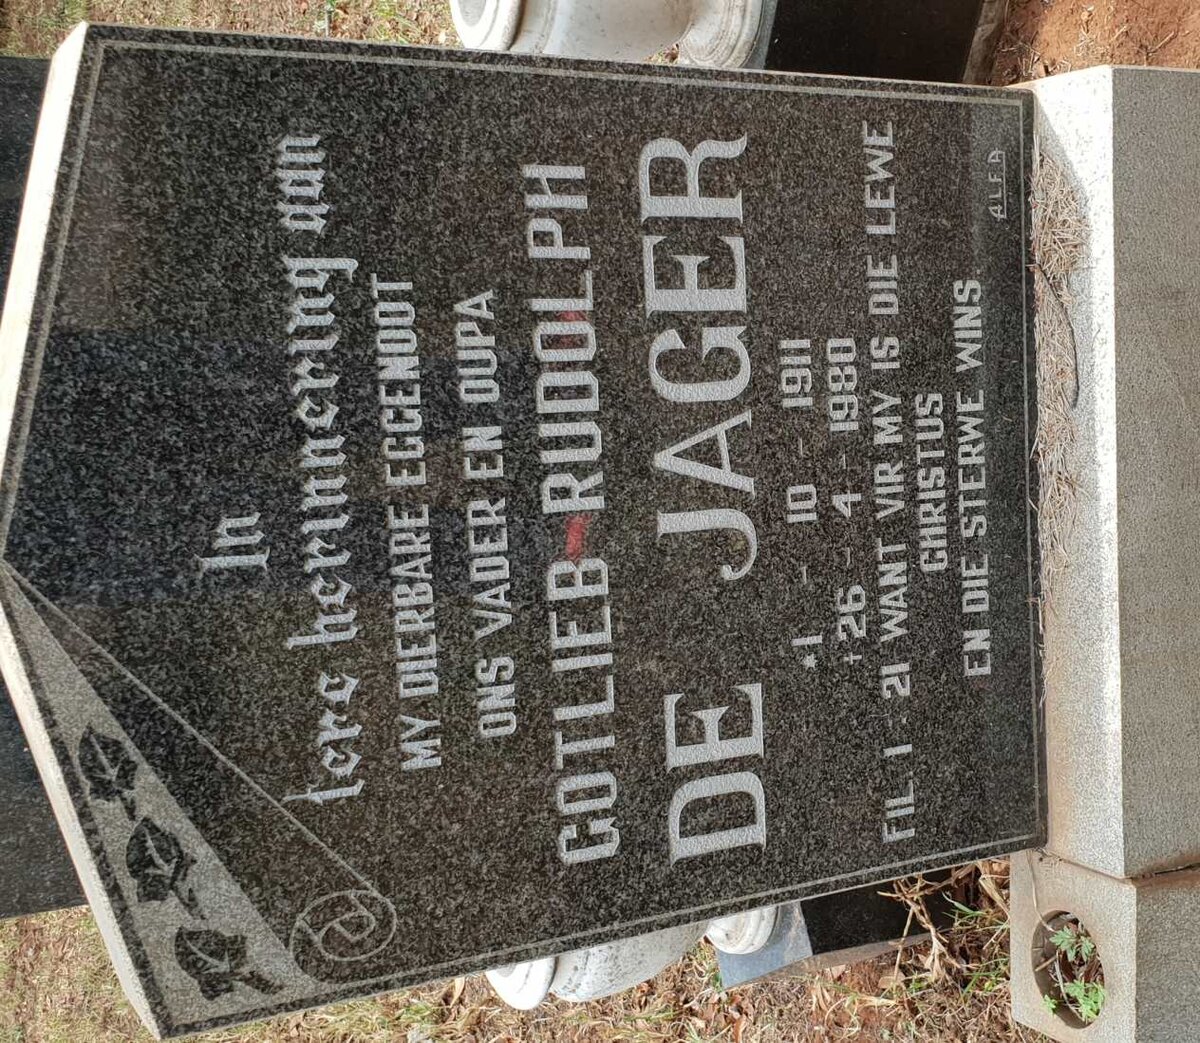 In
tere herinnering aan
MY DIERBARE EGGENOOT
ONS VADER EN OUPA
GOTLIEB RUDOLPH
DE JAGER
*1 - 10 - 1911
†26 - 4 - 1980
FIL. 1 : 21 WANT VIR MY IS DIE LEWE
CHRISTUS
EN DIE STERWE WINS.
ALFA